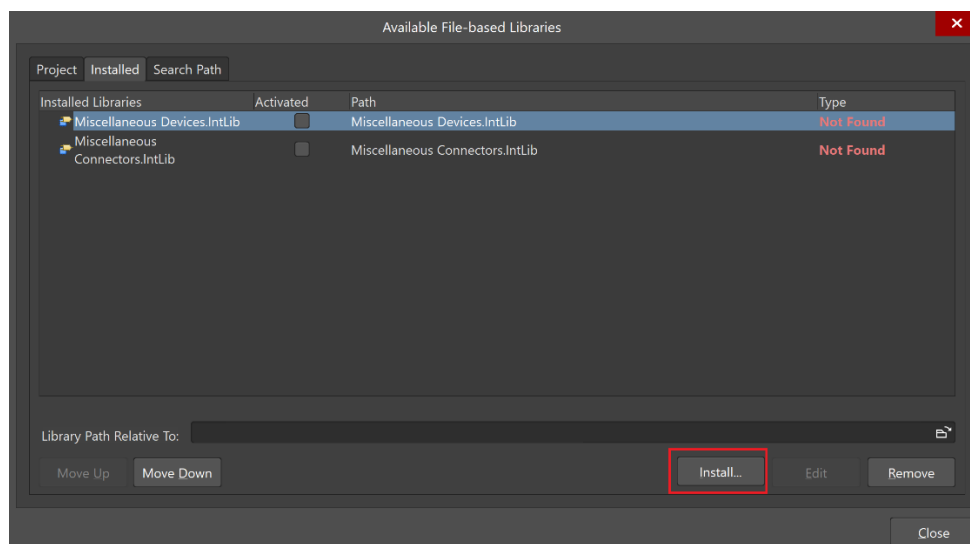 Available File-based Libraries
Project Installed Search Path
Installed Libraries Activated Path Type
Miscellaneous Devices.IntLib Miscellaneous Devices.IntLib Not Found
Miscellaneous
Connectors.IntLib Miscellaneous Connectors.IntLib Not Found
Library Path Relative To:
Move Up Move Down Install... Edit Remove
Close